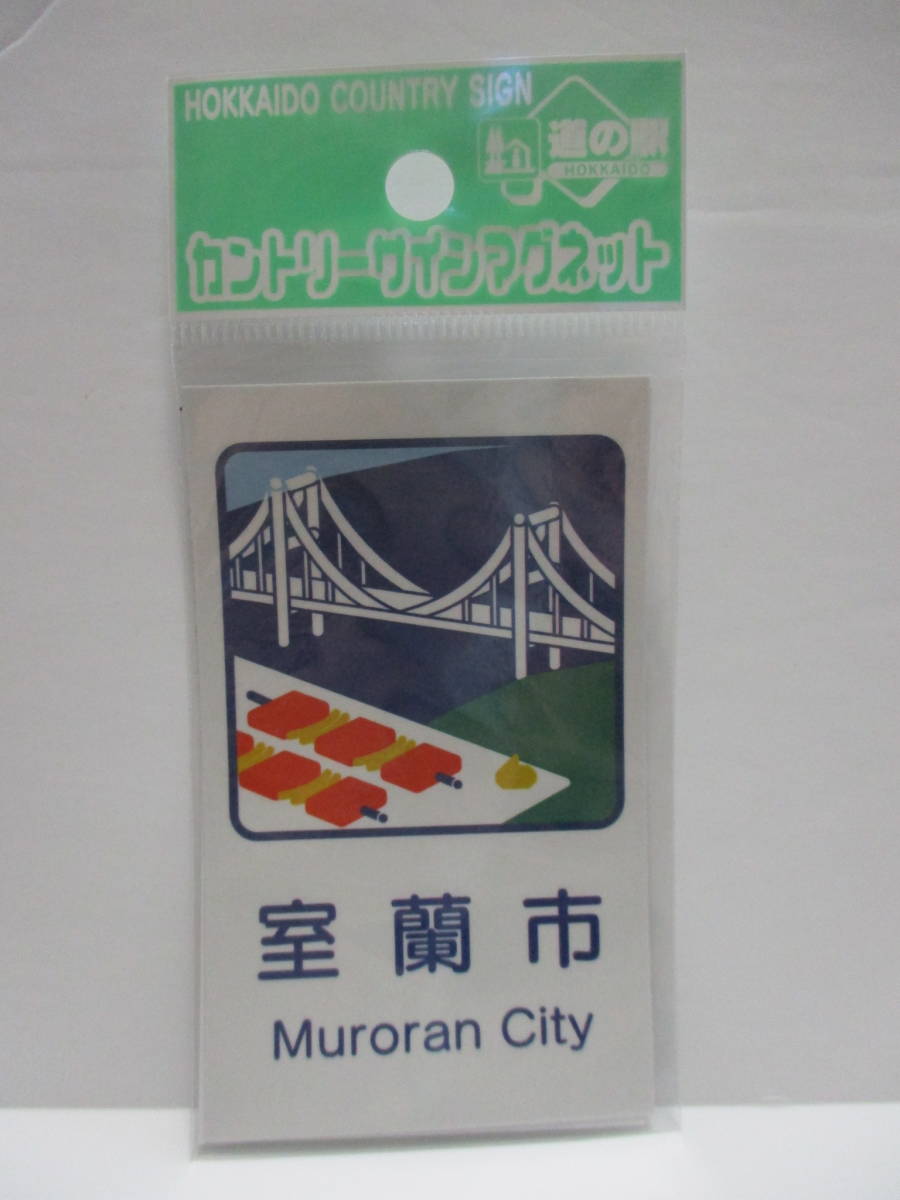 HOKKAIDO COUNTRY SIGN
道の駅
HOKKAIDO
カントリーサインマグネット
室蘭市
Muroran City